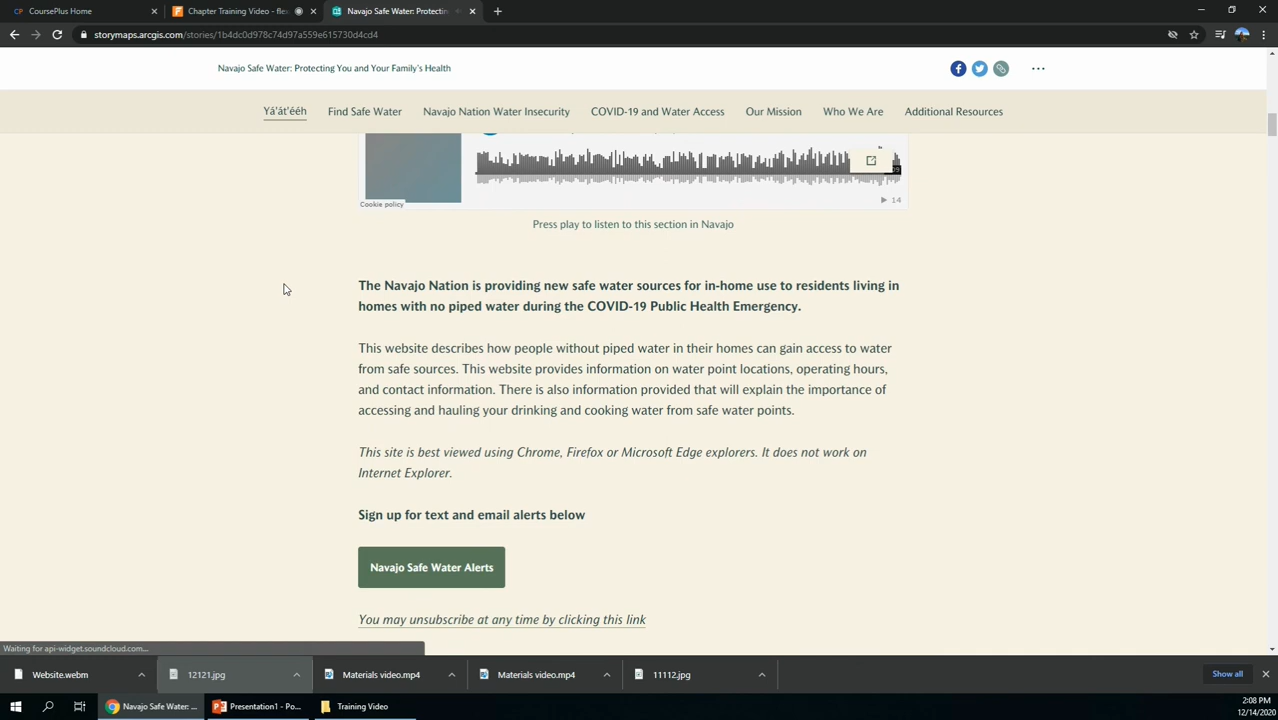 CoursePlus Home
Chapter Training Video - fle
Navajo Safe Water: Protectin
storymaps.arcgis.com/stories/1b4dc0d978c74d97a559e615730d4cd4
Navajo Safe Water: Protecting You and Your Family's Health
Yá'át'ééh
Find Safe Water
Navajo Nation Water Insecurity
COVID-19 and Water Access
Our Mission
Who We Are
Additional Resources
Cookie policy
14
Press play to listen to this section in Navajo
The Navajo Nation is providing new safe water sources for in-home use to residents living in
homes with no piped water during the COVID-19 Public Health Emergency.
This website describes how people without piped water in their homes can gain access to water
from safe sources. This website provides information on water point locations, operating hours,
and contact information. There is also information provided that will explain the importance of
accessing and hauling your drinking and cooking water from safe water points.
This site is best viewed using Chrome, Firefox or Microsoft Edge explorers. It does not work on
Internet Explorer.
Sign up for text and email alerts below
Navajo Safe Water Alerts
You may unsubscribe at any time by clicking this link
Waiting for api-widget.soundcloud.com...
Website.webm
12121.jpg
Materials video.mp4
Materials video.mp4
11112.jpg
Show all
Navajo Safe Water: ...
Presentation1 - Po...
Training Video
2:08 PM
12/14/2020